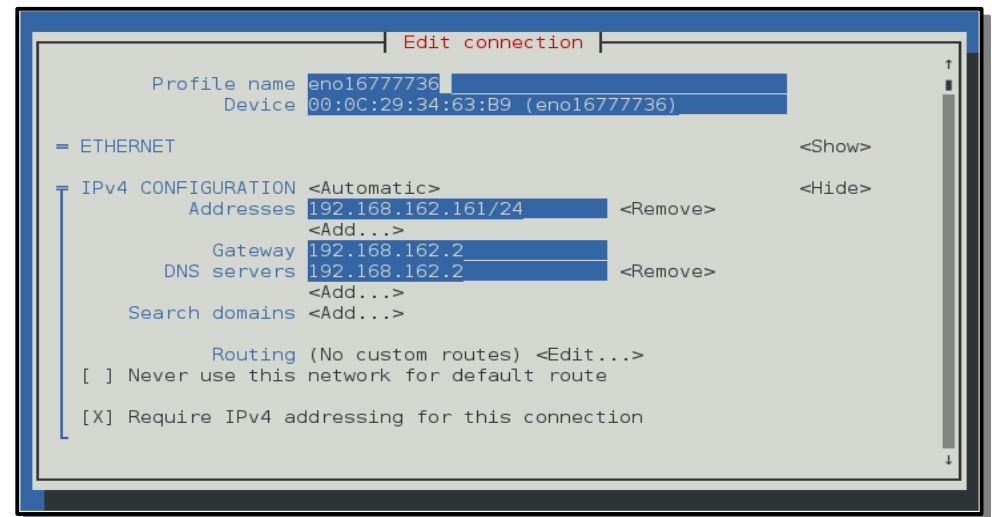 Edit connection
Profile name eno16777736
Device 00:0C:29:34:63:B9 (eno16777736)
= ETHERNET <Show>
IPv4 CONFIGURATION <Automatic> <Hide>
Addresses 192.168.162.161/24 <Remove>
<Add...>
Gateway 192.168.162.2
DNS servers 192.168.162.2 <Remove>
<Add...>
Search domains <Add...>
Routing (No custom routes) <Edit...>
[ ] Never use this network for default route
[X] Require IPv4 addressing for this connection